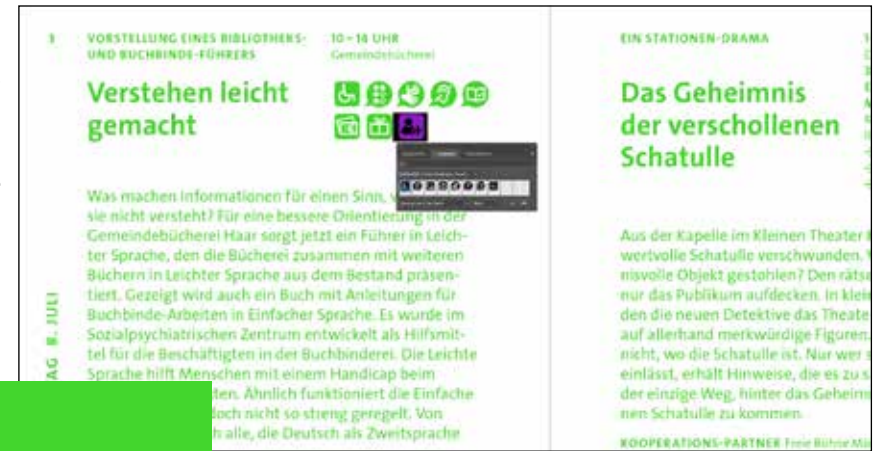 1 VORSTELLUNG EINES BIBLIOTHEKS-
UND BUCHBINDE-FÜHRERS
10 – 14 UHR
Gemeindebücherei
Verstehen leicht
gemacht
Was machen Informationen für einen Sinn,
sie nicht versteht? Für eine bessere Orientierung in der
Gemeindebücherei Haar sorgt jetzt ein Führer in Leich-
ter Sprache, den die Bücherei zusammen mit weiteren
Büchern in Leichter Sprache aus dem Bestand präsen-
tiert. Gezeigt wird auch ein Buch mit Anleitungen für
Buchbinde-Arbeiten in Einfacher Sprache. Es wurde im
Sozialpsychiatrischen Zentrum entwickelt als Hilfsmit-
tel für die Beschäftigten in der Buchbinderei. Die Leichte
Sprache hilft Menschen mit einem Handicap beim
ten. Ähnlich funktioniert die Einfache
doch nicht so streng geregelt. Von
h alle, die Deutsch als Zweitsprache
AG 8. JULI
EIN STATIONEN-DRAMA
Das Geheimnis
der verschollenen
Schatulle
Aus der Kapelle im Kleinen Theater
wertvolle Schatulle verschwunden.
nisvolle Objekt gestohlen? Den rätse
nur das Publikum aufdecken. In klei
den die neuen Detektive das Theate
auf allerhand merkwürdige Figuren.
nicht, wo die Schatulle ist. Nur wer
einlässt, erhält Hinweise, die es zu
der einzige Weg, hinter das Geheim
nen Schatulle zu kommen.
KOOPERATIONS-PARTNER Freie Bühne